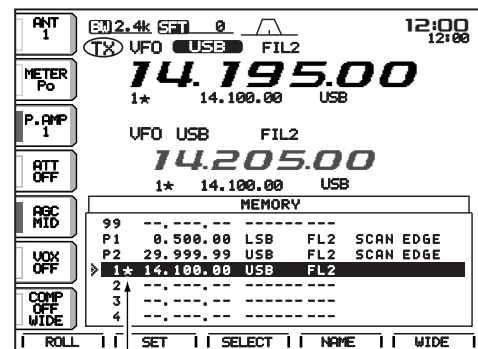 ANT 1
BW 2.4k SFT 0 12:00
12:00
TX VFO USB FIL2
METER Po
14.195.00
1★ 14.100.00 USB
P.AMP 1
VFO USB FIL2
14.205.00
ATT OFF
1★ 14.100.00 USB
MEMORY
AGC MID
99 --.---.-- ------- ---
P1 0.500.00 LSB FL2 SCAN EDGE
VOX OFF
P2 29.999.99 USB FL2 SCAN EDGE
1★ 14.100.00 USB FL2
2 --.---.-- ------- ---
COMP OFF WIDE
3 --.---.-- ------- ---
4 --.---.-- ------- ---
ROLL SET SELECT NAME WIDE